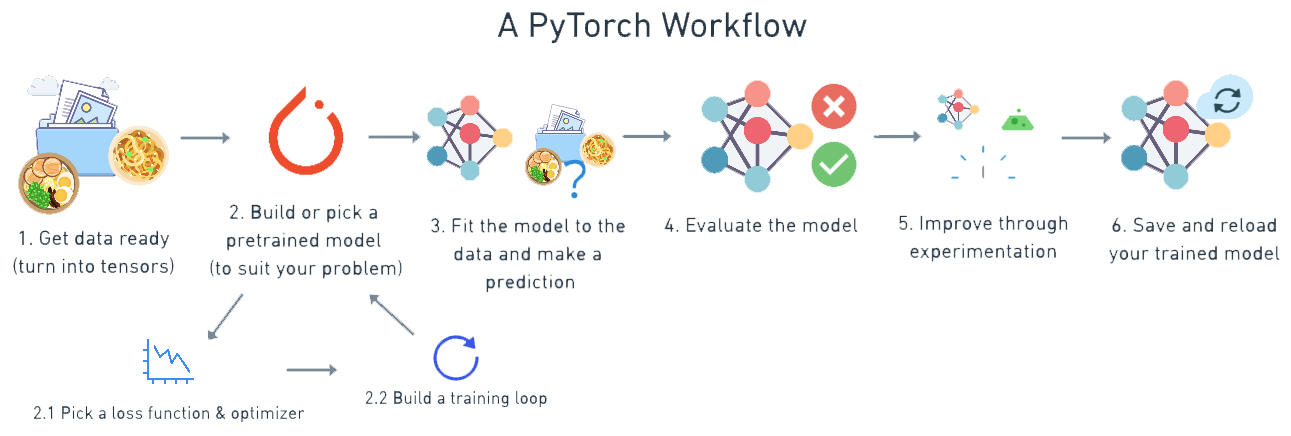 A PyTorch Workflow
1. Get data ready
(turn into tensors)
2. Build or pick a
pretrained model
(to suit your problem)
3. Fit the model to the
data and make a
prediction
4. Evaluate the model
5. Improve through
experimentation
6. Save and reload
your trained model
2.1 Pick a loss function & optimizer
2.2 Build a training loop